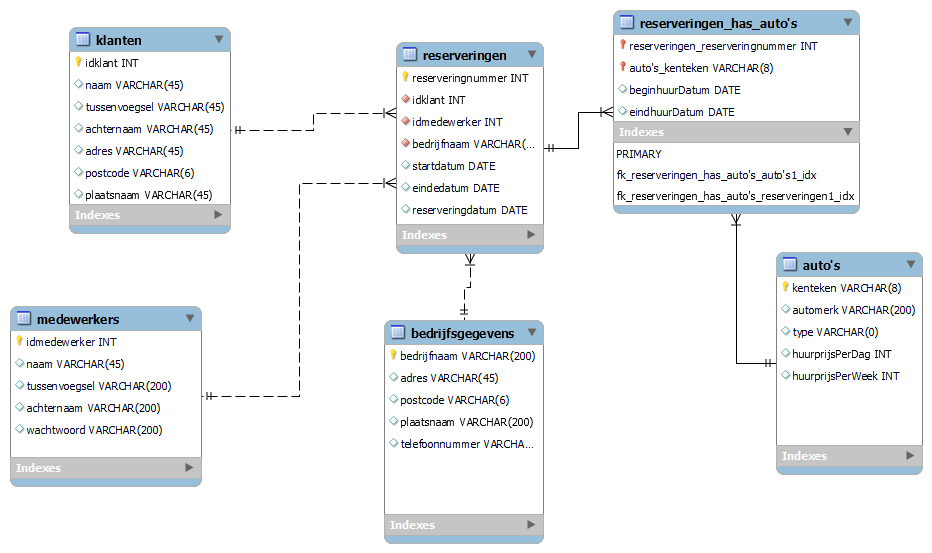 klanten
idklant INT
naam VARCHAR(45)
tussenvoegsel VARCHAR(45)
achternaam VARCHAR(45)
adres VARCHAR(45)
postcode VARCHAR(6)
plaatsnaam VARCHAR(45)
Indexes
reserveringen
reserveringnummer INT
idklant INT
idmedewerker INT
bedrijfnaam VARCHAR(...
startdatum DATE
eindedatum DATE
reserveringdatum DATE
Indexes
reserveringen_has_auto's
reserveringen_reserveringnummer INT
auto's_kenteken VARCHAR(8)
beginhuurDatum DATE
eindhuurDatum DATE
Indexes
PRIMARY
fk_reserveringen_has_auto's_auto's1_idx
fk_reserveringen_has_auto's_reserveringen1_idx
medewerkers
idmedewerker INT
naam VARCHAR(45)
tussenvoegsel VARCHAR(200)
achternaam VARCHAR(200)
wachtwoord VARCHAR(200)
Indexes
bedrijfsgegevens
bedrijfnaam VARCHAR(200)
adres VARCHAR(45)
postcode VARCHAR(6)
plaatsnaam VARCHAR(200)
telefoonnummer VARCHA...
Indexes
auto's
kenteken VARCHAR(8)
automerk VARCHAR(200)
type VARCHAR(0)
huurprijsPerDag INT
huurprijsPerWeek INT
Indexes